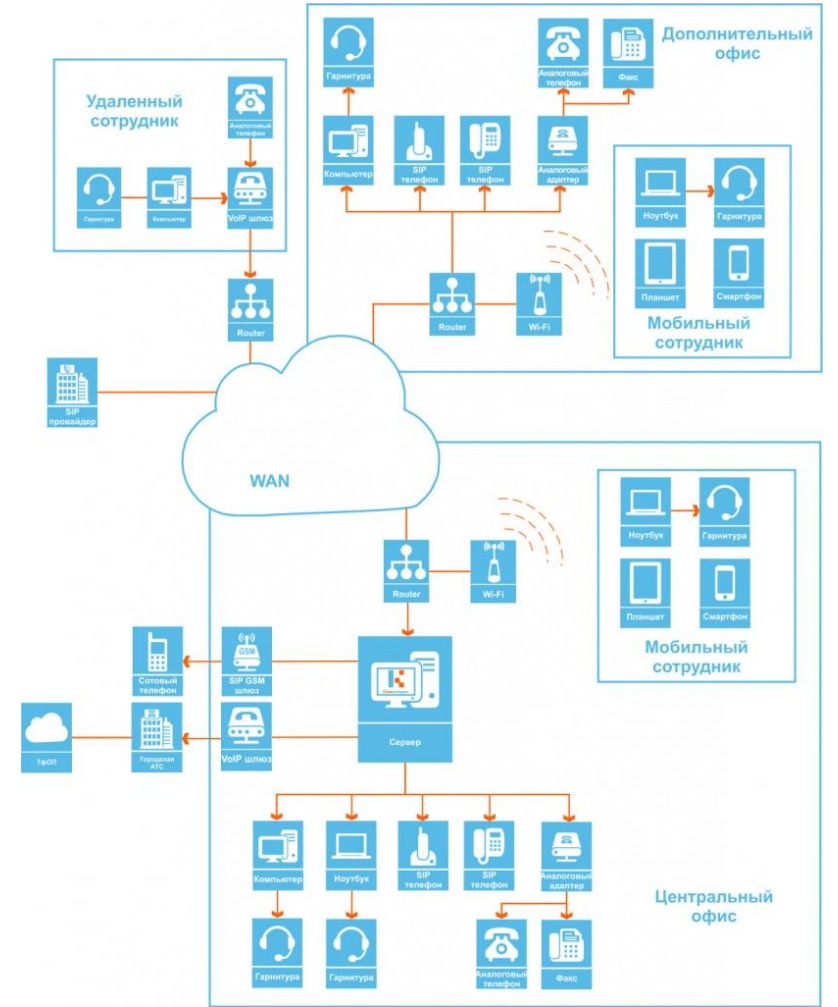 Дополнительный
офис
Гарнитура
Аналоговый
телефон
Факс
Удаленный
сотрудник
Аналоговый
телефон
Компьютер
SIP
телефон
SIP
телефон
Аналоговый
адаптер
Гарнитура
Компьютер
VoIP шлюз
Ноутбук
Гарнитура
Планшет
Смартфон
Мобильный
сотрудник
Router
Router
Wi-Fi
SIP
провайдер
WAN
Ноутбук
Гарнитура
Router
Wi-Fi
Планшет
Смартфон
Мобильный
сотрудник
GSM
Сотовый
телефон
SIP GSM
шлюз
Сервер
ТфОП
Городская
АТС
VoIP шлюз
Компьютер
Ноутбук
SIP
телефон
SIP
телефон
Аналоговый
адаптер
Центральный
офис
Гарнитура
Гарнитура
Аналоговый
телефон
Факс